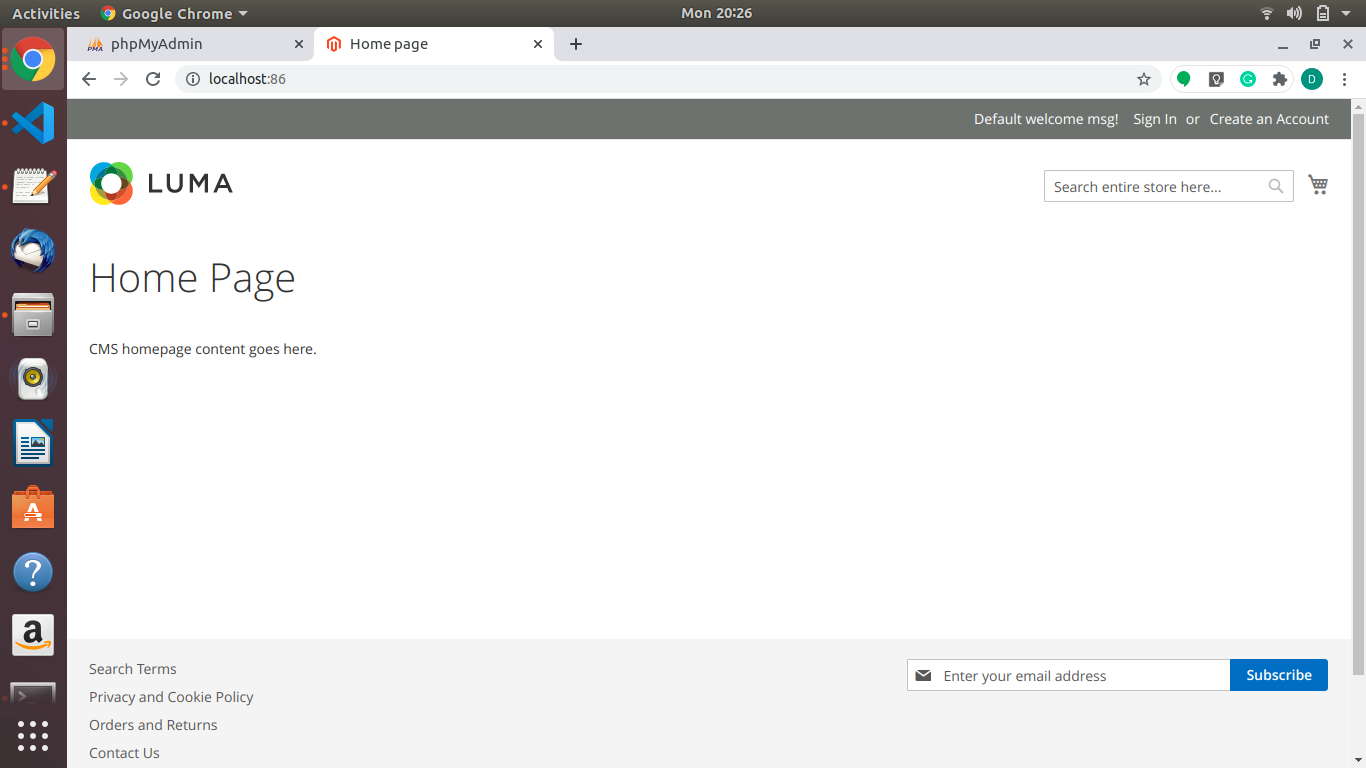 Activities Google Chrome Mon 20:26
phpMyAdmin Home page
localhost:86 D
Default welcome msg! Sign In or Create an Account
LUMA Search entire store here...
Home Page
CMS homepage content goes here.
Search Terms
Enter your email address Subscribe
Privacy and Cookie Policy
Orders and Returns
Contact Us